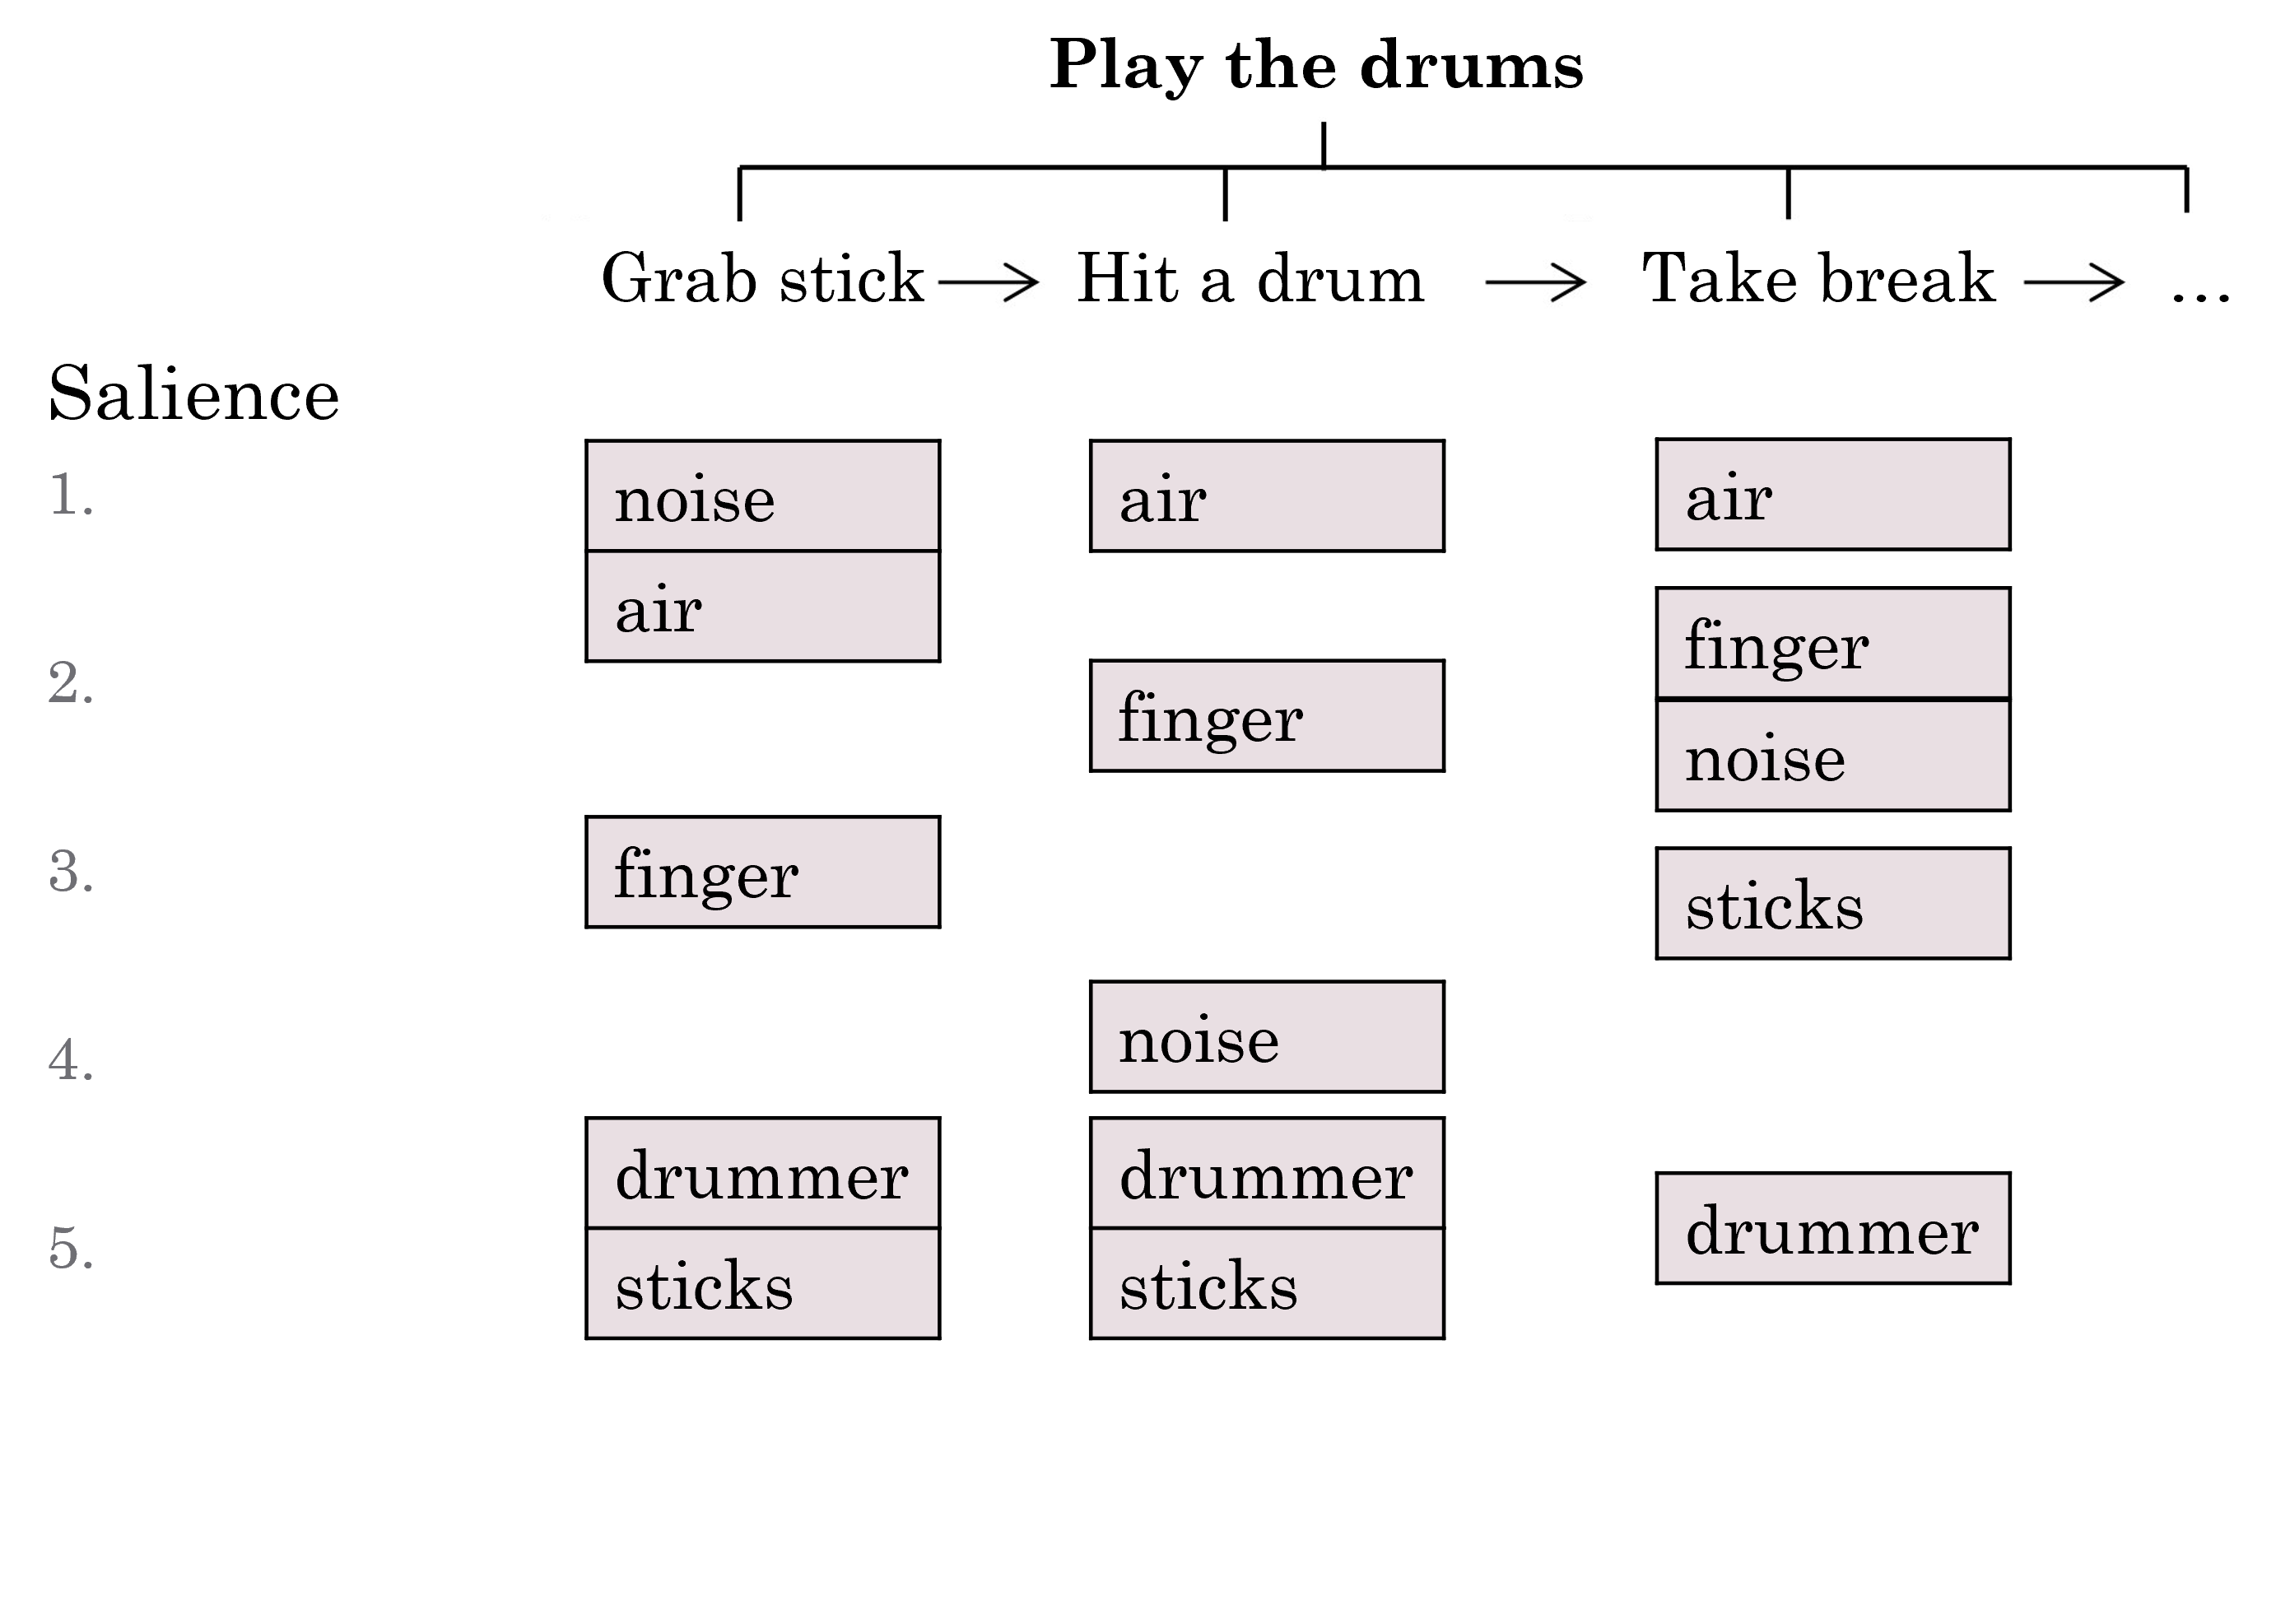 Play the drums
Grab stick
Hit a drum
Take break
...
Salience
1.
noise
air
air
air
finger
2.
finger
noise
3.
finger
sticks
4.
noise
drummer
drummer
drummer
5.
sticks
sticks